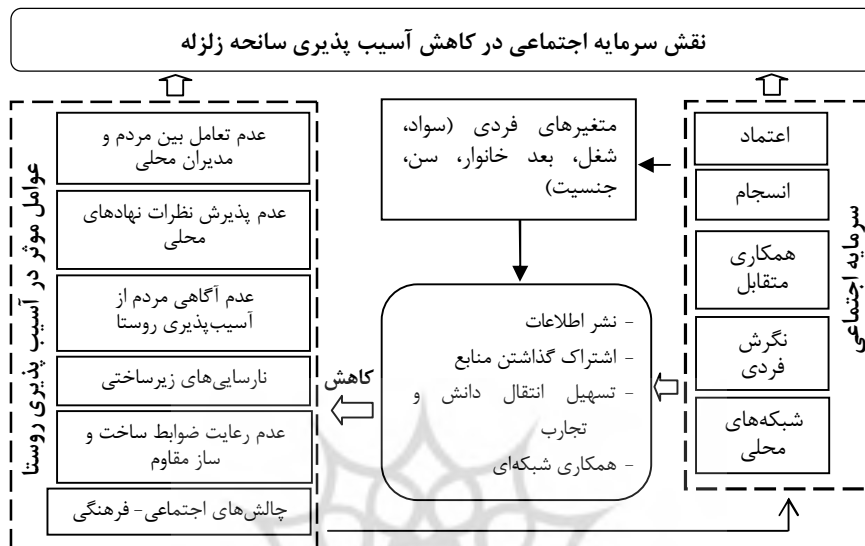 نقش سرمایه اجتماعی در کاهش آسیب پذیری سانحه زلزله
سرمایه اجتماعی
اعتماد
انسجام
همکاری
متقابل
نگرش
فردی
شبکه‌های
محلی
متغیرهای فردی (سواد،
شغل، بعد خانوار، سن،
جنسیت)
- نشر اطلاعات
- اشتراک گذاشتن منابع
- تسهیل انتقال دانش و
تجارب
- همکاری شبکه‌ای
کاهش
عدم تعامل بین مردم و
مدیران محلی
عدم پذیرش نظرات نهادهای
محلی
عدم آگاهی مردم از
آسیب‌پذیری روستا
نارسایی‌های زیرساختی
عدم رعایت ضوابط ساخت و
ساز مقاوم
چالش‌های اجتماعی- فرهنگی
عوامل موثر در آسیب پذیری روستا